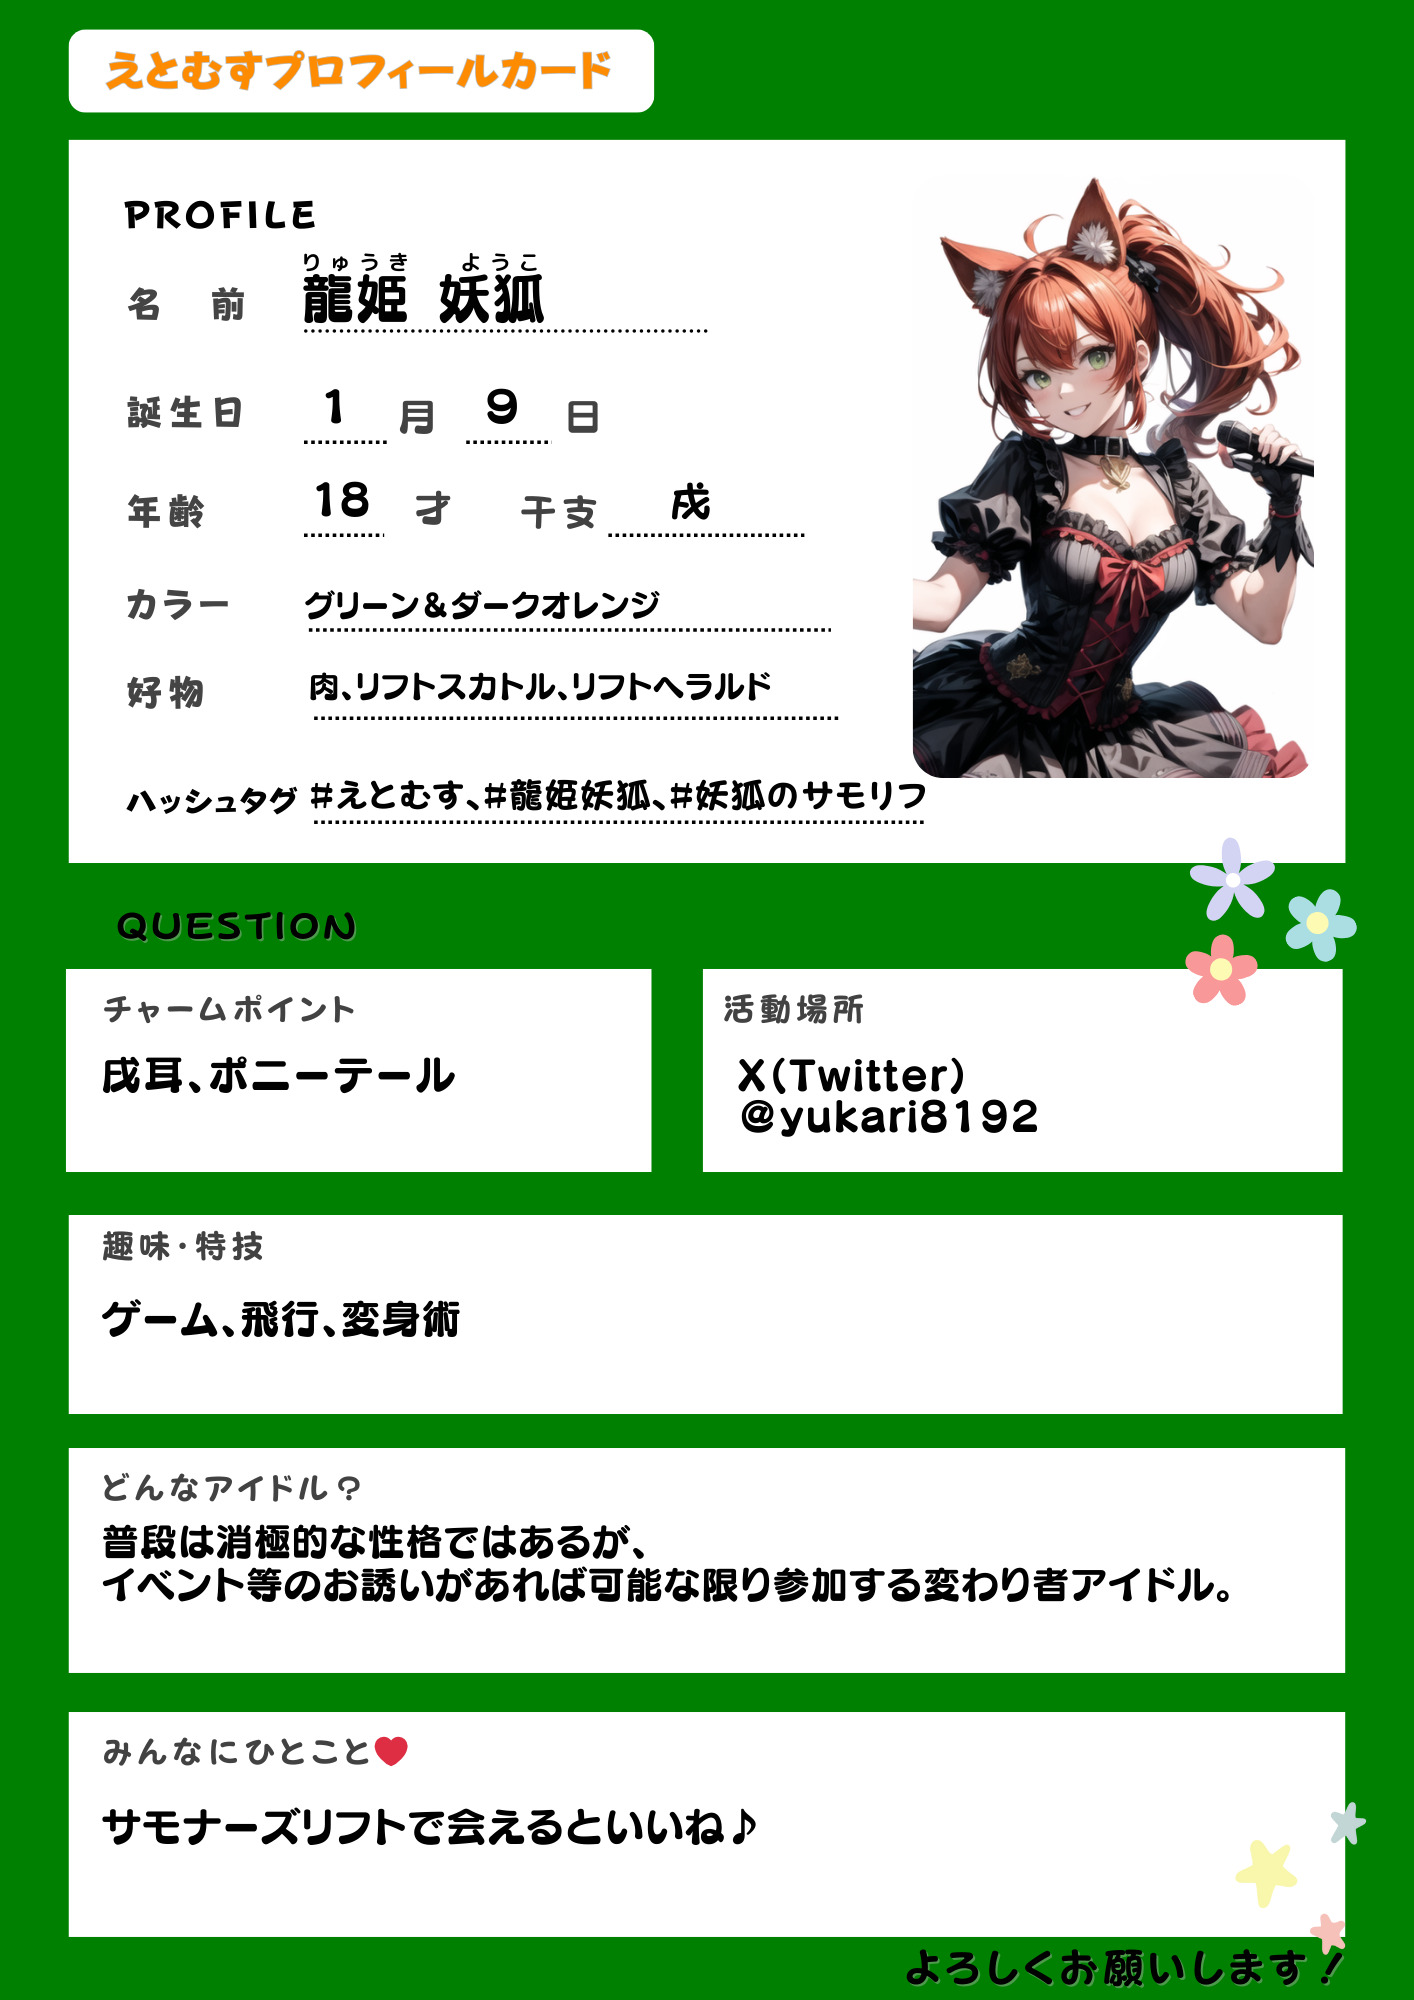 えとむすプロフィールカード
PROFILE
りゅうき ようこ
名 前 龍姫 妖狐
誕生日 1 月 9 日
年齢 18 才 干支 戌
カラー グリーン&ダークオレンジ
好物 肉、リフトスカトル、リフトヘラルド
ハッシュタグ #えとむす、#龍姫妖狐、#妖狐のサモリフ
QUESTION
チャームポイント
戌耳、ポニーテール
活動場所
X(Twitter)
@yukari8192
趣味・特技
ゲーム、飛行、変身術
どんなアイドル?
普段は消極的な性格ではあるが、
イベント等のお誘いがあれば可能な限り参加する変わり者アイドル。
みんなにひとこと❤
サモナーズリフトで会えるといいね♪
よろしくお願いします!